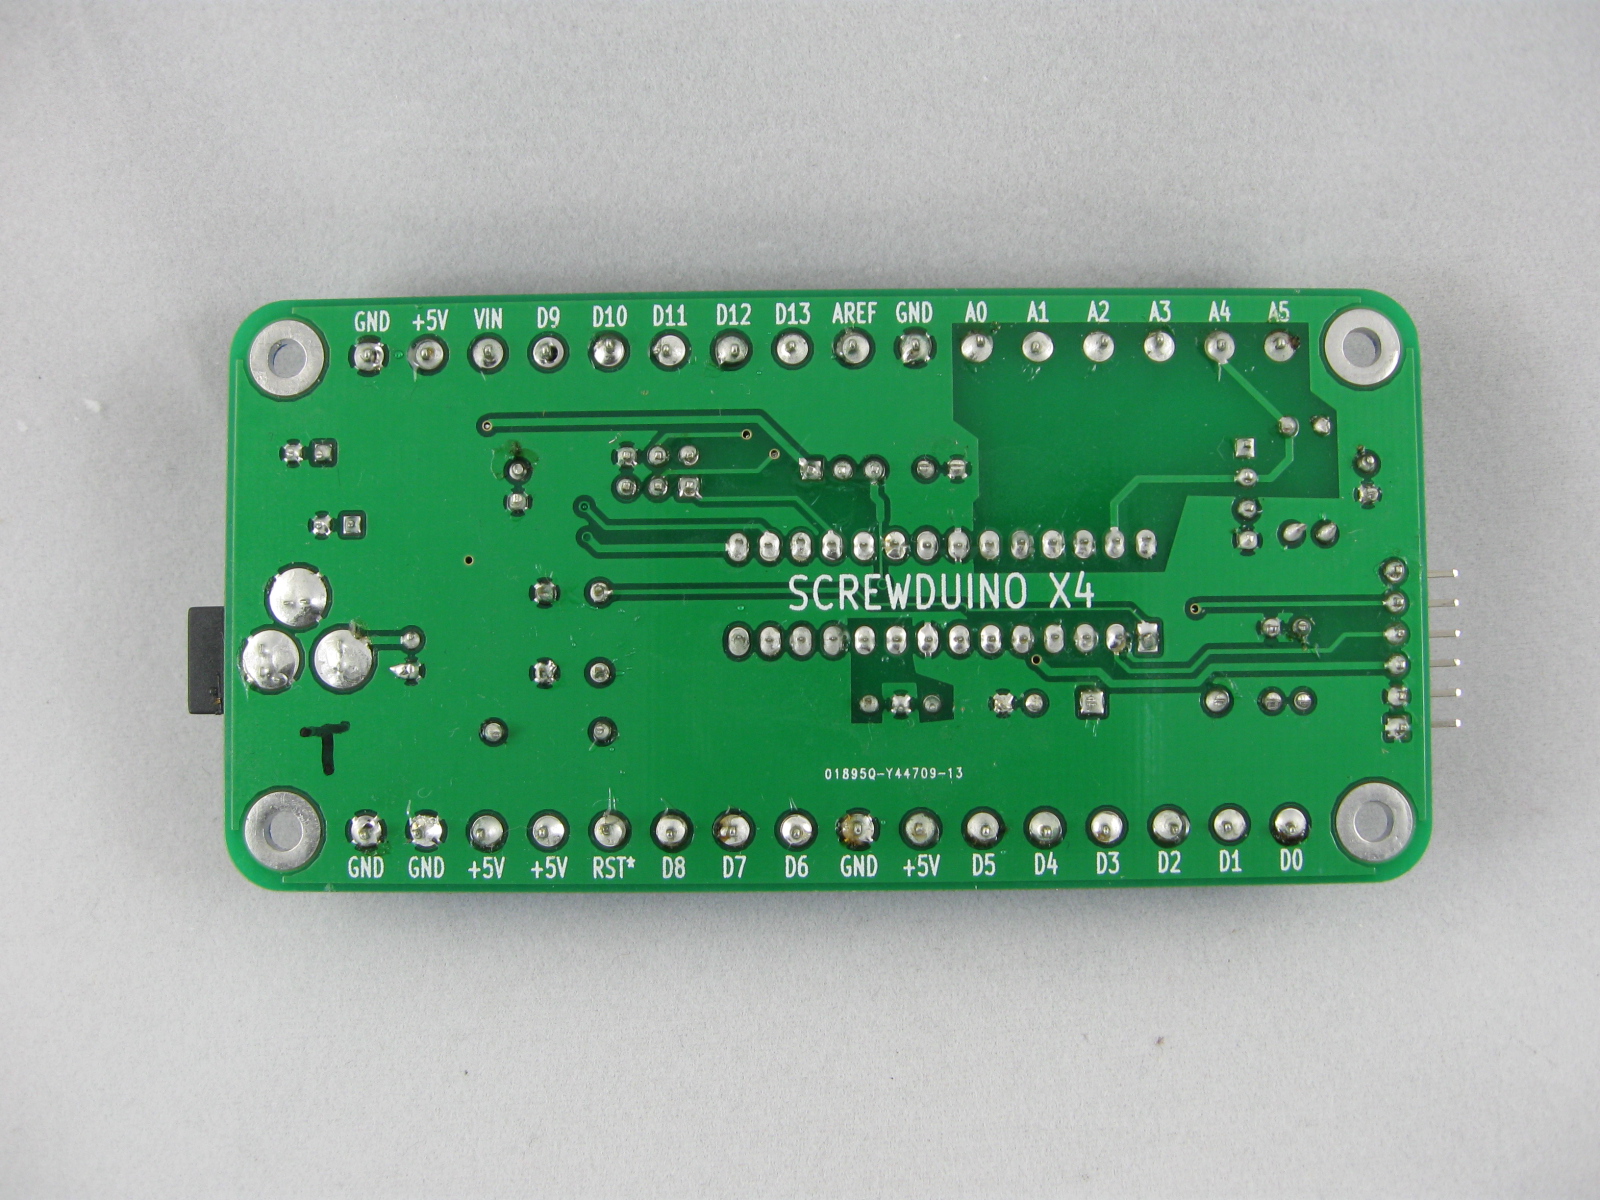 GND +5V VIN D9 D10 D11 D12 D13 AREF GND A0 A1 A2 A3 A4 A5
SCREWDUINO X4
T
01895Q-Y44709-13
GND GND +5V +5V RST* D8 D7 D6 GND +5V D5 D4 D3 D2 D1 D0